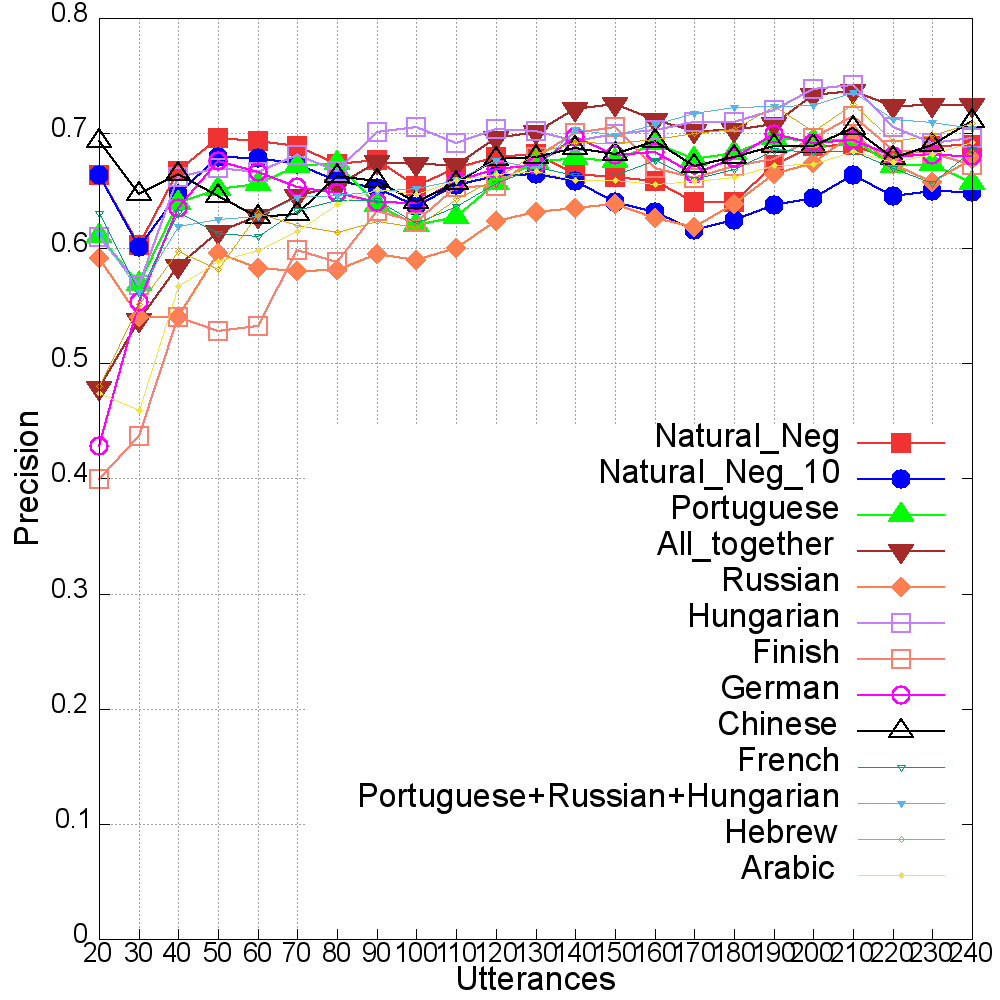 0.8
0.7
0.6
0.5
0.4
0.3
0.2
0.1
0
Precision
Natural_Neg
Natural_Neg_10
Portuguese
All_together
Russian
Hungarian
Finish
German
Chinese
French
Portuguese+Russian+Hungarian
Hebrew
Arabic
20 30 40 50 60 70 80 90 100 110 120 130 140 150 160 170 180 190 200 210 220 230 240
Utterances